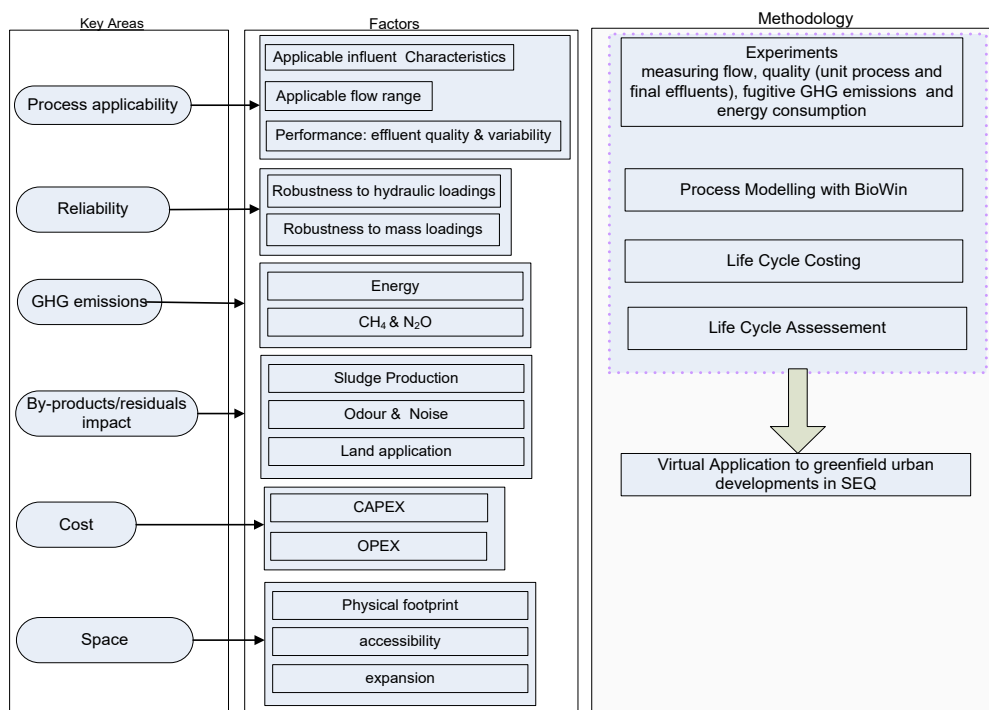 Key Areas
Process applicability
Reliability
GHG emissions
By-products/residuals
impact
Cost
Space
Factors
Applicable influent  Characteristics
Applicable flow range
Performance: effluent quality & variability
Robustness to hydraulic loadings
Robustness to mass loadings
Energy
CH₄ & N₂O
Sludge Production
Odour &  Noise
Land application
CAPEX
OPEX
Physical footprint
accessibility
expansion
Methodology
Experiments
measuring flow, quality (unit process and
final effluents), fugitive GHG emissions  and
energy consumption
Process Modelling with BioWin
Life Cycle Costing
Life Cycle Assessement
Virtual Application to greenfield urban
developments in SEQ